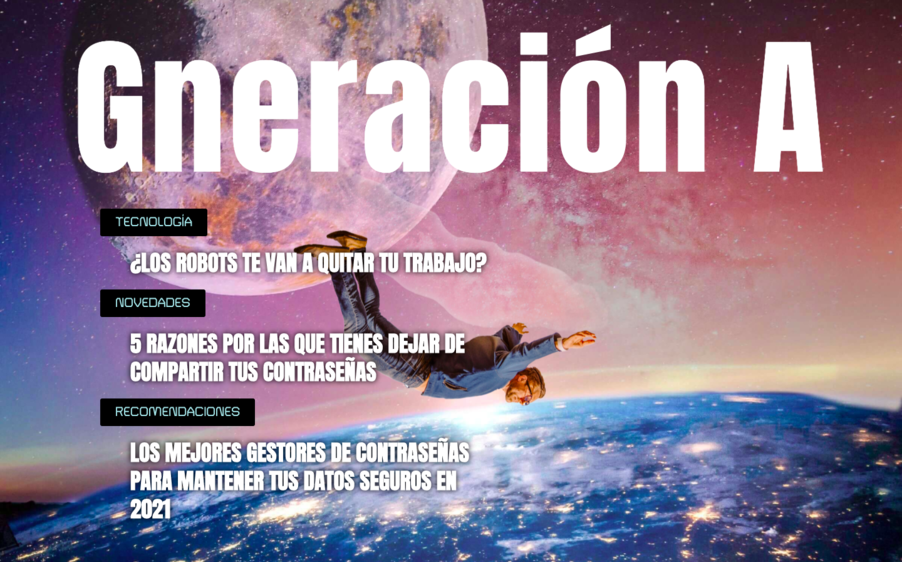 Gneración A
TECNOLOGÍA
¿LOS ROBOTS TE VAN A QUITAR TU TRABAJO?
NOVEDADES
5 RAZONES POR LAS QUE TIENES DEJAR DE
COMPARTIR TUS CONTRASEÑAS
RECOMENDACIONES
LOS MEJORES GESTORES DE CONTRASEÑAS
PARA MANTENER TUS DATOS SEGUROS EN
2021